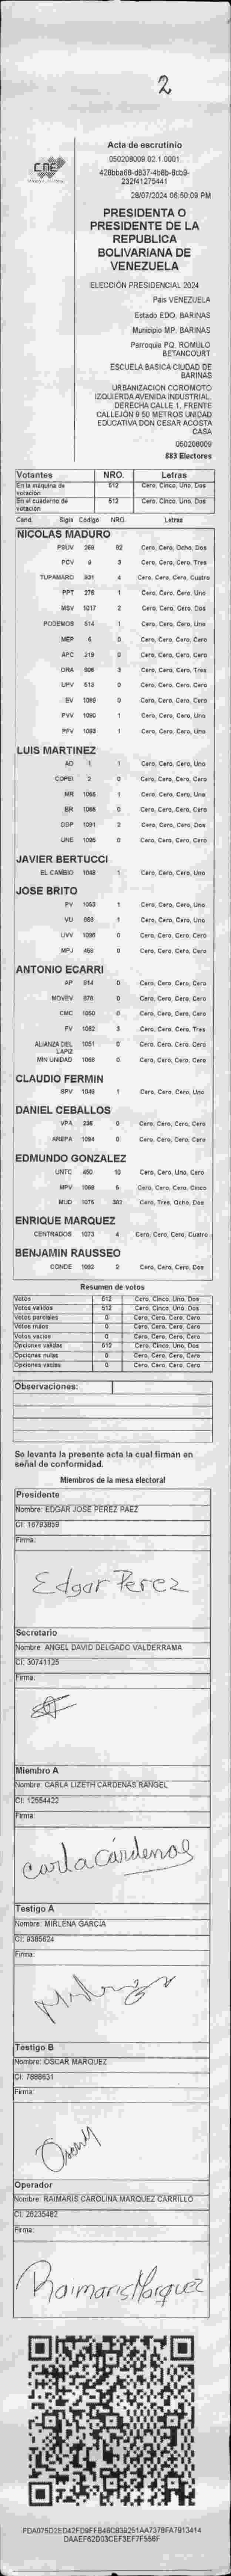 2
CNE
Acta de escrutinio
050208009.02.1.0001
428bba68-d837-4b8b-8cb9-
232f41275441
28/07/2024 06:50:09 PM
PRESIDENTA O
PRESIDENTE DE LA
REPUBLICA
BOLIVARIANA DE
VENEZUELA
ELECCIÓN PRESIDENCIAL 2024
Pais VENEZUELA
Estado EDO. BARINAS
Municipio MP. BARINAS
Parroquia PQ. ROMULO
BETANCOURT
ESCUELA BASICA CIUDAD DE
BARINAS
URBANIZACION COROMOTO
IZQUIERDA AVENIDA INDUSTRIAL.
DERECHA CALLE 1. FRENTE
CALLEJÓN 9 50 METROS UNIDAD
EDUCATIVA DON CESAR ACOSTA
CASA
050208009
883 Electores
Votantes NRO. Letras
En la máquina de votación 512 Cero, Cinco, Uno, Dos
En el cuaderno de votación 512 Cero, Cinco, Uno, Dos
Cand. Sigla Código NRO. Letras
NICOLAS MADURO
PSUV 269 82 Cero, Cero, Ocho, Dos
PCV 9 3 Cero, Cero, Cero, Tres
TUPAMARO 931 4 Cero, Cero, Cero, Cuatro
PPT 276 1 Cero, Cero, Cero, Uno
MSV 1017 2 Cero, Cero, Cero, Dos
PODEMOS 514 1 Cero, Cero, Cero, Uno
MEP 6 0 Cero, Cero, Cero, Cero
APC 219 0 Cero, Cero, Cero, Cero
ORA 906 3 Cero, Cero, Cero, Tres
UPV 513 0 Cero, Cero, Cero, Cero
EV 1089 0 Cero, Cero, Cero, Cero
PVV 1090 1 Cero, Cero, Cero, Uno
PFV 1093 1 Cero, Cero, Cero, Uno
LUIS MARTINEZ
AD 1 1 Cero, Cero, Cero, Uno
COPEI 2 0 Cero, Cero, Cero, Cero
MR 1065 1 Cero, Cero, Cero, Uno
BR 1066 0 Cero, Cero, Cero, Cero
DDP 1091 2 Cero, Cero, Cero, Dos
UNE 1095 0 Cero, Cero, Cero, Cero
JAVIER BERTUCCI
EL CAMBIO 1048 1 Cero, Cero, Cero, Uno
JOSE BRITO
PV 1053 1 Cero, Cero, Cero, Uno
VU 958 1 Cero, Cero, Cero, Uno
UVV 1096 0 Cero, Cero, Cero, Cero
MPJ 456 0 Cero, Cero, Cero, Cero
ANTONIO ECARRI
AP 914 0 Cero, Cero, Cero, Cero
MOVEV 978 0 Cero, Cero, Cero, Cero
CMC 1050 0 Cero, Cero, Cero, Cero
FV 1052 3 Cero, Cero, Cero, Tres
ALIANZA DEL 1051 0 Cero, Cero, Cero, Cero
LAPIZ
MIN UNIDAD 1068 0 Cero, Cero, Cero, Cero
CLAUDIO FERMIN
SPV 1049 1 Cero, Cero, Cero, Uno
DANIEL CEBALLOS
VPA 236 0 Cero, Cero, Cero, Cero
AREPA 1094 0 Cero, Cero, Cero, Cero
EDMUNDO GONZALEZ
UNTC 450 10 Cero, Cero, Uno, Cero
MPV 1069 5 Cero, Cero, Cero, Cinco
MUD 1075 382 Cero, Tres, Ocho, Dos
ENRIQUE MARQUEZ
CENTRADOS 1073 4 Cero, Cero, Cero, Cuatro
BENJAMIN RAUSSEO
CONDE 1092 2 Cero, Cero, Cero, Dos
Resumen de votos
Votos 512 Cero, Cinco, Uno, Dos
Votos validos 512 Cero, Cinco, Uno, Dos
Votos parciales 0 Cero, Cero, Cero, Cero
Votos nulos 0 Cero, Cero, Cero, Cero
Votos vacios 0 Cero, Cero, Cero, Cero
Opciones validas 512 Cero, Cinco, Uno, Dos
Opciones nulas 0 Cero, Cero, Cero, Cero
Opciones vacias 0 Cero, Cero, Cero, Cero
Observaciones:
Se levanta la presente acta la cual firman en
señal de conformidad.
Miembros de la mesa electoral
Presidente
Nombre: EDGAR JOSE PEREZ PAEZ
CI: 16793859
Firma:
Edgar Perez
Secretario
Nombre: ANGEL DAVID DELGADO VALDERRAMA
CI: 30741125
Firma:
Miembro A
Nombre: CARLA LIZETH CARDENAS RANGEL
CI: 12554422
Firma:
carla cárdenas
Testigo A
Nombre: MIRLENA GARCIA
CI: 9385624
Firma:
Testigo B
Nombre: OSCAR MARQUEZ
CI: 7898631
Firma:
Operador
Nombre: RAIMARIS CAROLINA MARQUEZ CARRILLO
CI: 26235482
Firma:
Raimaris Marquez